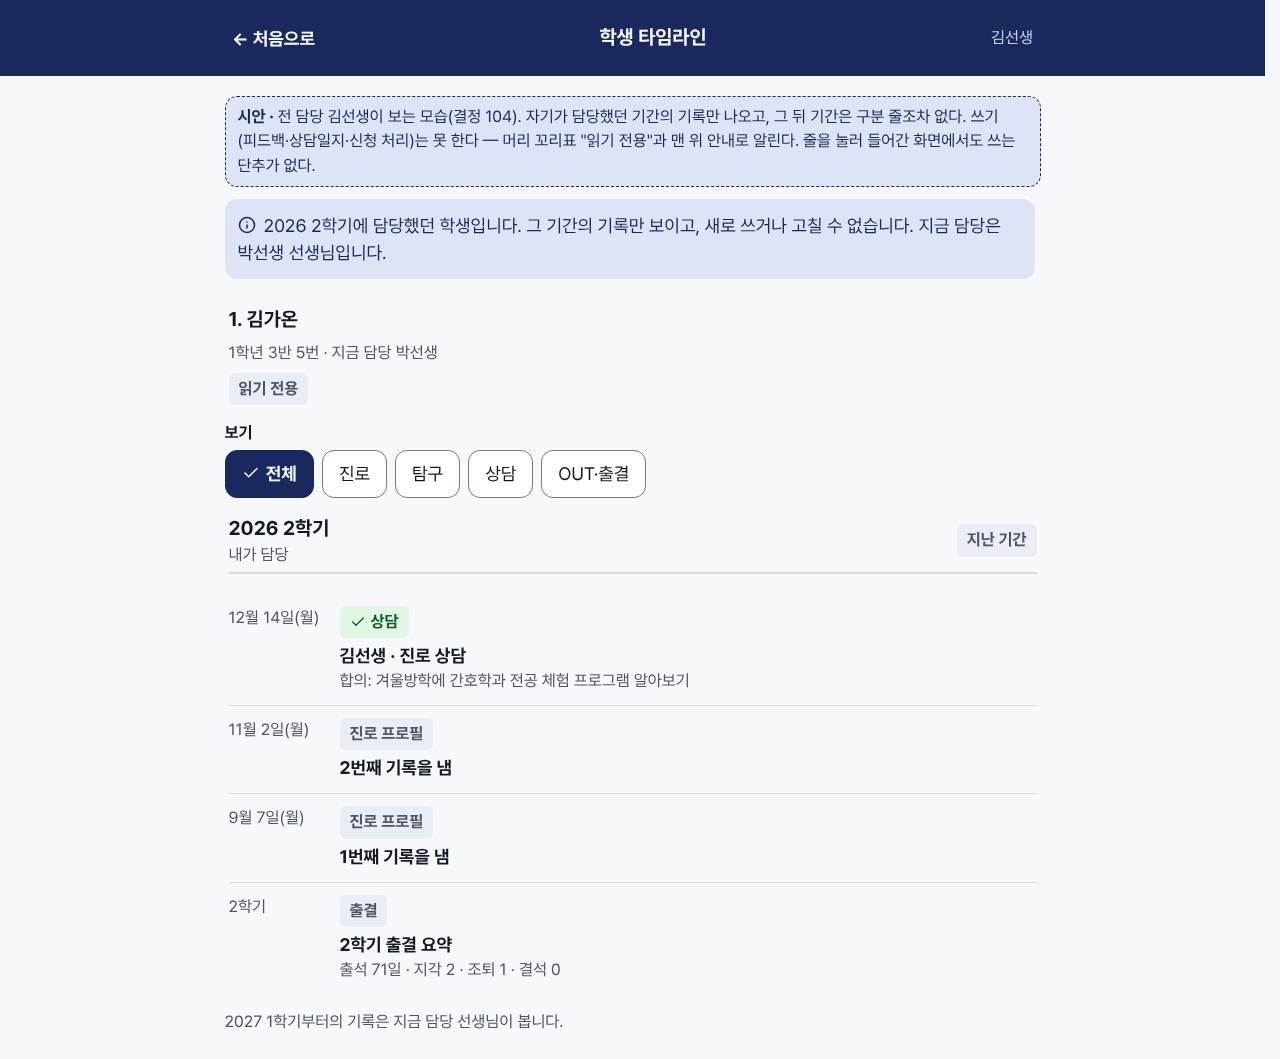 ← 처음으로
학생 타임라인
김선생
시안 · 전 담당 김선생이 보는 모습(결정 104). 자기가 담당했던 기간의 기록만 나오고, 그 뒤 기간은 구분 줄조차 없다. 쓰기
(피드백·상담일지·신청 처리)는 못 한다 — 머리 꼬리표 "읽기 전용"과 맨 위 안내로 알린다. 줄을 눌러 들어간 화면에서도 쓰는
단추가 없다.
2026 2학기에 담당했던 학생입니다. 그 기간의 기록만 보이고, 새로 쓰거나 고칠 수 없습니다. 지금 담당은
박선생 선생님입니다.
1. 김가온
1학년 3반 5번 · 지금 담당 박선생
읽기 전용
보기
✓ 전체
진로
탐구
상담
OUT·출결
2026 2학기
내가 담당
지난 기간
12월 14일(월)
✓ 상담
김선생 · 진로 상담
합의: 겨울방학에 간호학과 전공 체험 프로그램 알아보기
11월 2일(월)
진로 프로필
2번째 기록을 냄
9월 7일(월)
진로 프로필
1번째 기록을 냄
2학기
출결
2학기 출결 요약
출석 71일 · 지각 2 · 조퇴 1 · 결석 0
2027 1학기부터의 기록은 지금 담당 선생님이 봅니다.